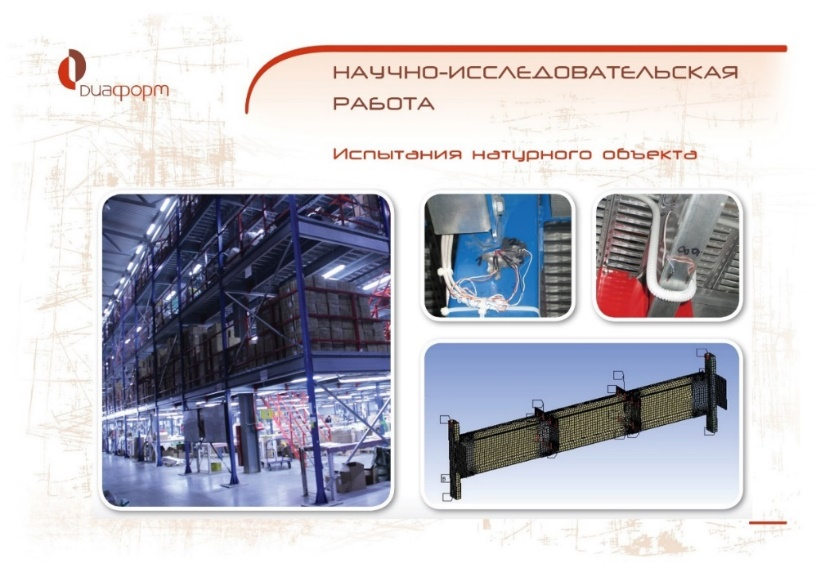 Диаформ
НАУЧНО-ИССЛЕДОВАТЕЛЬСКАЯ
РАБОТА
Испытания натурного объекта